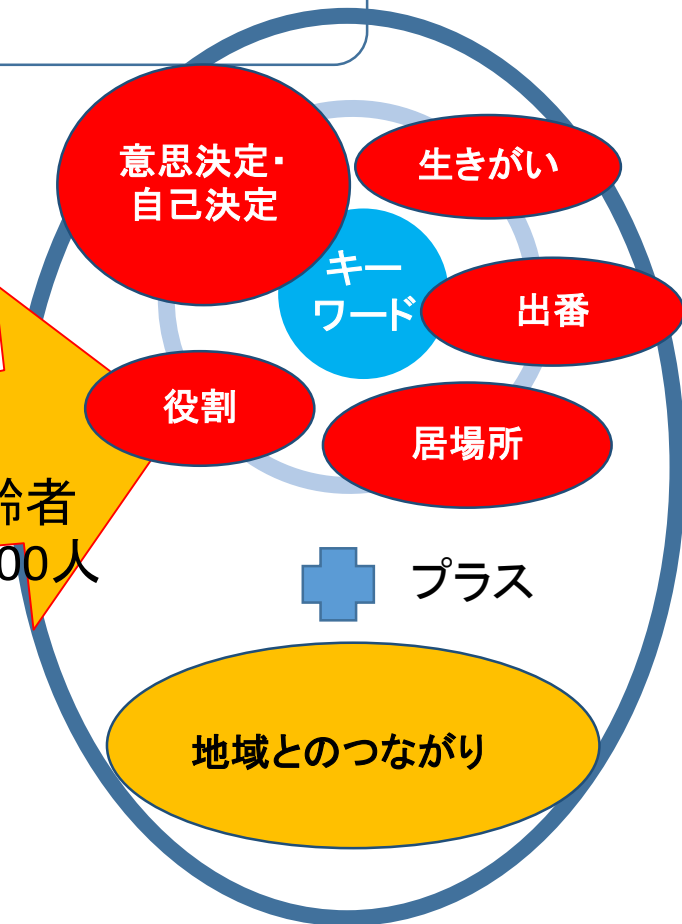 意思決定・
自己決定
生きがい
キー
ワード
出番
役割
居場所
齢者
00人
プラス
地域とのつながり